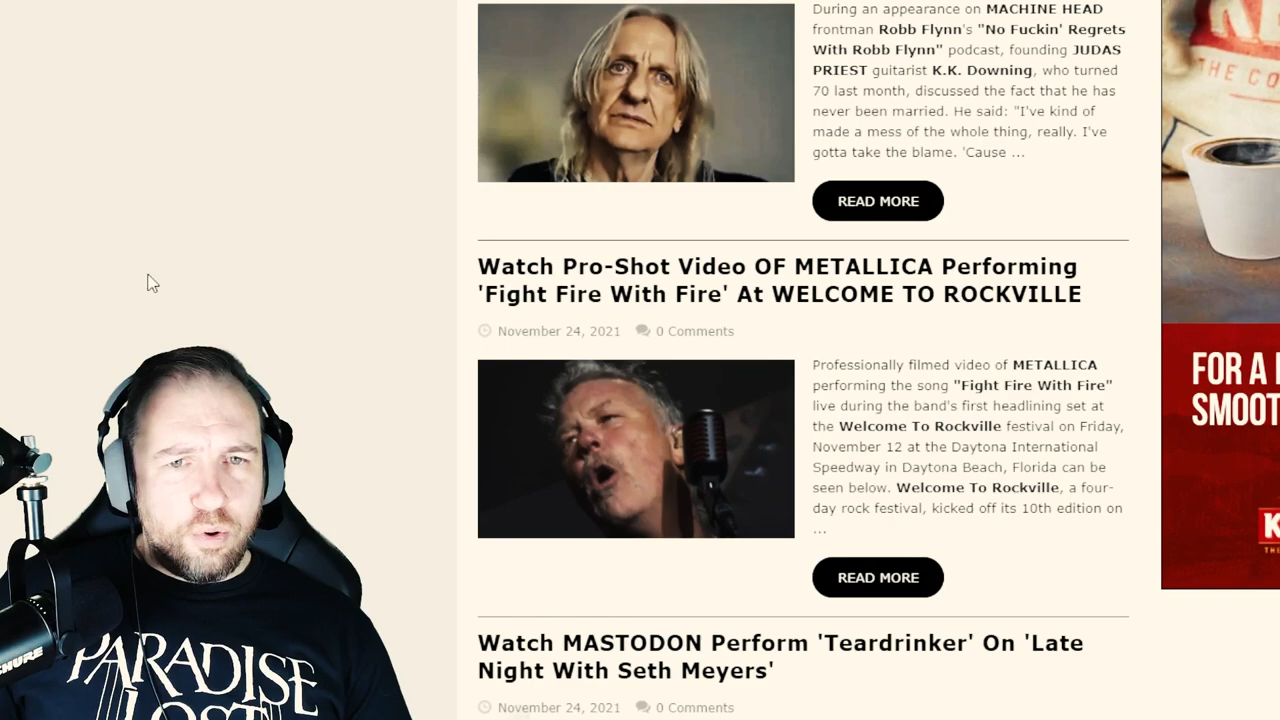 During an appearance on MACHINE HEAD
frontman Robb Flynn's "No Fuckin' Regrets
With Robb Flynn" podcast, founding JUDAS
PRIEST guitarist K.K. Downing, who turned
70 last month, discussed the fact that he has
never been married. He said: "I've kind of
made a mess of the whole thing, really. I've
gotta take the blame. 'Cause ...
READ MORE
Watch Pro-Shot Video OF METALLICA Performing
'Fight Fire With Fire' At WELCOME TO ROCKVILLE
November 24, 2021 0 Comments
Professionally filmed video of METALLICA
performing the song "Fight Fire With Fire"
live during the band's first headlining set at
the Welcome To Rockville festival on Friday,
November 12 at the Daytona International
Speedway in Daytona Beach, Florida can be
seen below. Welcome To Rockville, a four-
day rock festival, kicked off its 10th edition on
...
READ MORE
Watch MASTODON Perform 'Teardrinker' On 'Late
Night With Seth Meyers'
November 24, 2021 0 Comments
THE CO
FOR A
SMOOT
K
THE
PARADISE
LOST
SHURE